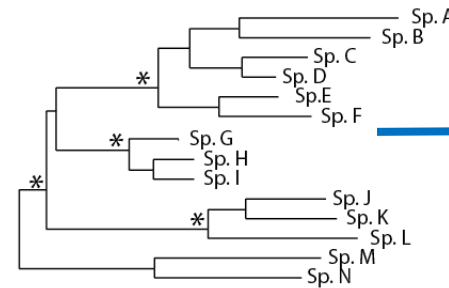 Sp. A
Sp. B
Sp. C
Sp. D
Sp.E
Sp. F
*
*
Sp. G
Sp. H
Sp. I
*
Sp. J
*
Sp. K
Sp. L
Sp. M
Sp. N